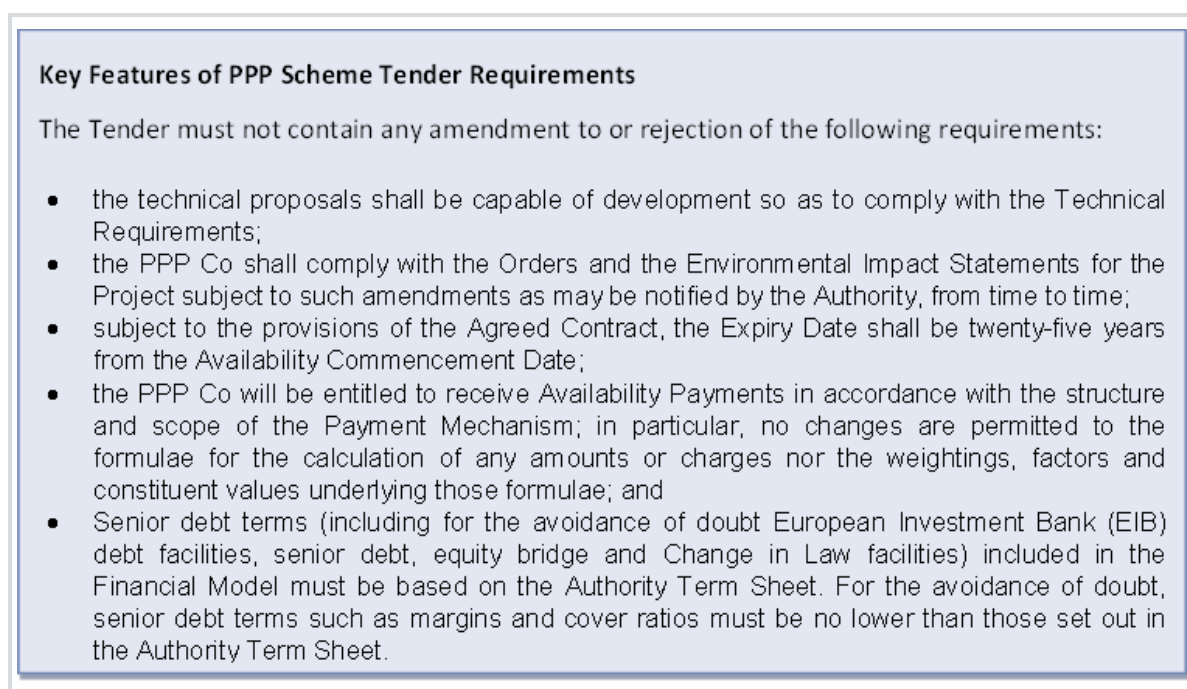 Key Features of PPP Scheme Tender Requirements
The Tender must not contain any amendment to or rejection of the following requirements:
• the technical proposals shall be capable of development so as to comply with the Technical
Requirements;
• the PPP Co shall comply with the Orders and the Environmental Impact Statements for the
Project subject to such amendments as may be notified by the Authority, from time to time;
• subject to the provisions of the Agreed Contract, the Expiry Date shall be twenty-five years
from the Availability Commencement Date;
• the PPP Co will be entitled to receive Availability Payments in accordance with the structure
and scope of the Payment Mechanism; in particular, no changes are permitted to the
formulae for the calculation of any amounts or charges nor the weightings, factors and
constituent values underlying those formulae; and
• Senior debt terms (including for the avoidance of doubt European Investment Bank (EIB)
debt facilities, senior debt, equity bridge and Change in Law facilities) included in the
Financial Model must be based on the Authority Term Sheet. For the avoidance of doubt,
senior debt terms such as margins and cover ratios must be no lower than those set out in
the Authority Term Sheet.